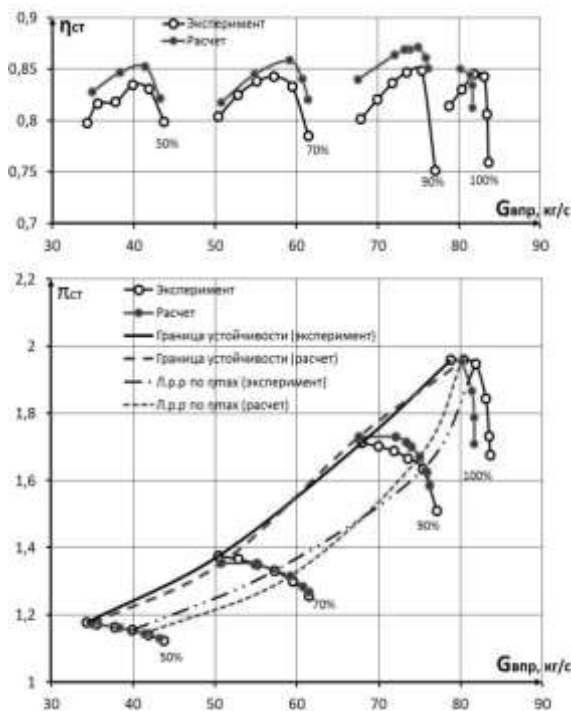 0,9
ηст
Эксперимент
Расчет
0,85
0,8
50%
70%
0,75
90%
100%
0,7
Gвпр, кг/с
30 40 50 60 70 80 90
2,2
πст
Эксперимент
Расчет
2
Граница устойчивости (эксперимент)
Граница устойчивости (расчет)
Л.р.р по ηmax (эксперимент)
1,8
Л.р.р по ηmax (расчет)
1,6
100%
90%
1,4
70%
1,2
50%
Gвпр, кг/с
1
30 40 50 60 70 80 90